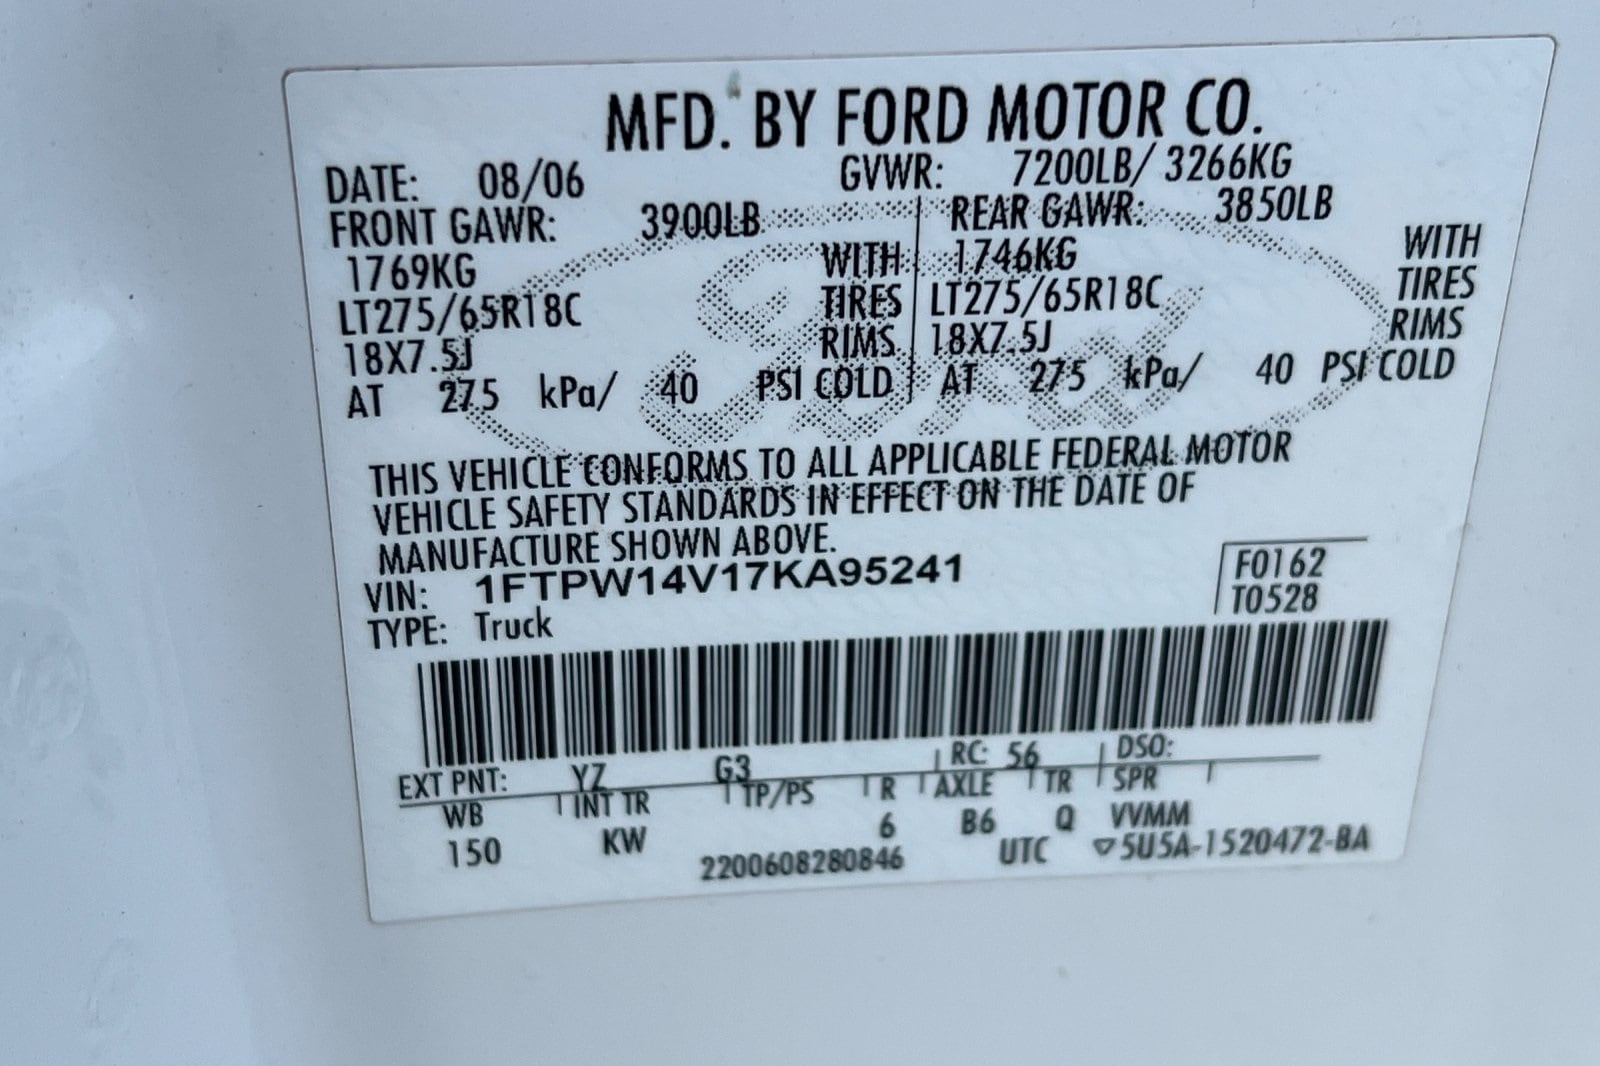 MFD. BY FORD MOTOR CO.
DATE: 08/06 GVWR: 7200LB/ 3266KG
FRONT GAWR: 3900LB REAR GAWR: 3850LB
1769KG WITH 1746KG WITH
LT275/65R18C TIRES LT275/65R18C TIRES
18X7.5J RIMS 18X7.5J RIMS
AT 275 kPa/ 40 PSI COLD AT 275 kPa/ 40 PSI COLD
THIS VEHICLE CONFORMS TO ALL APPLICABLE FEDERAL MOTOR
VEHICLE SAFETY STANDARDS IN EFFECT ON THE DATE OF
MANUFACTURE SHOWN ABOVE.
VIN: 1FTPW14V17KA95241 F0162
TYPE: Truck T0528
EXT PNT: YZ G3 RC: 56 DSO:
WB INT TR TP/PS R AXLE TR SPR
150 KW 6 B6 Q VVMM
2200608280846 UTC ▽5U5A-1520472-BA
Ford